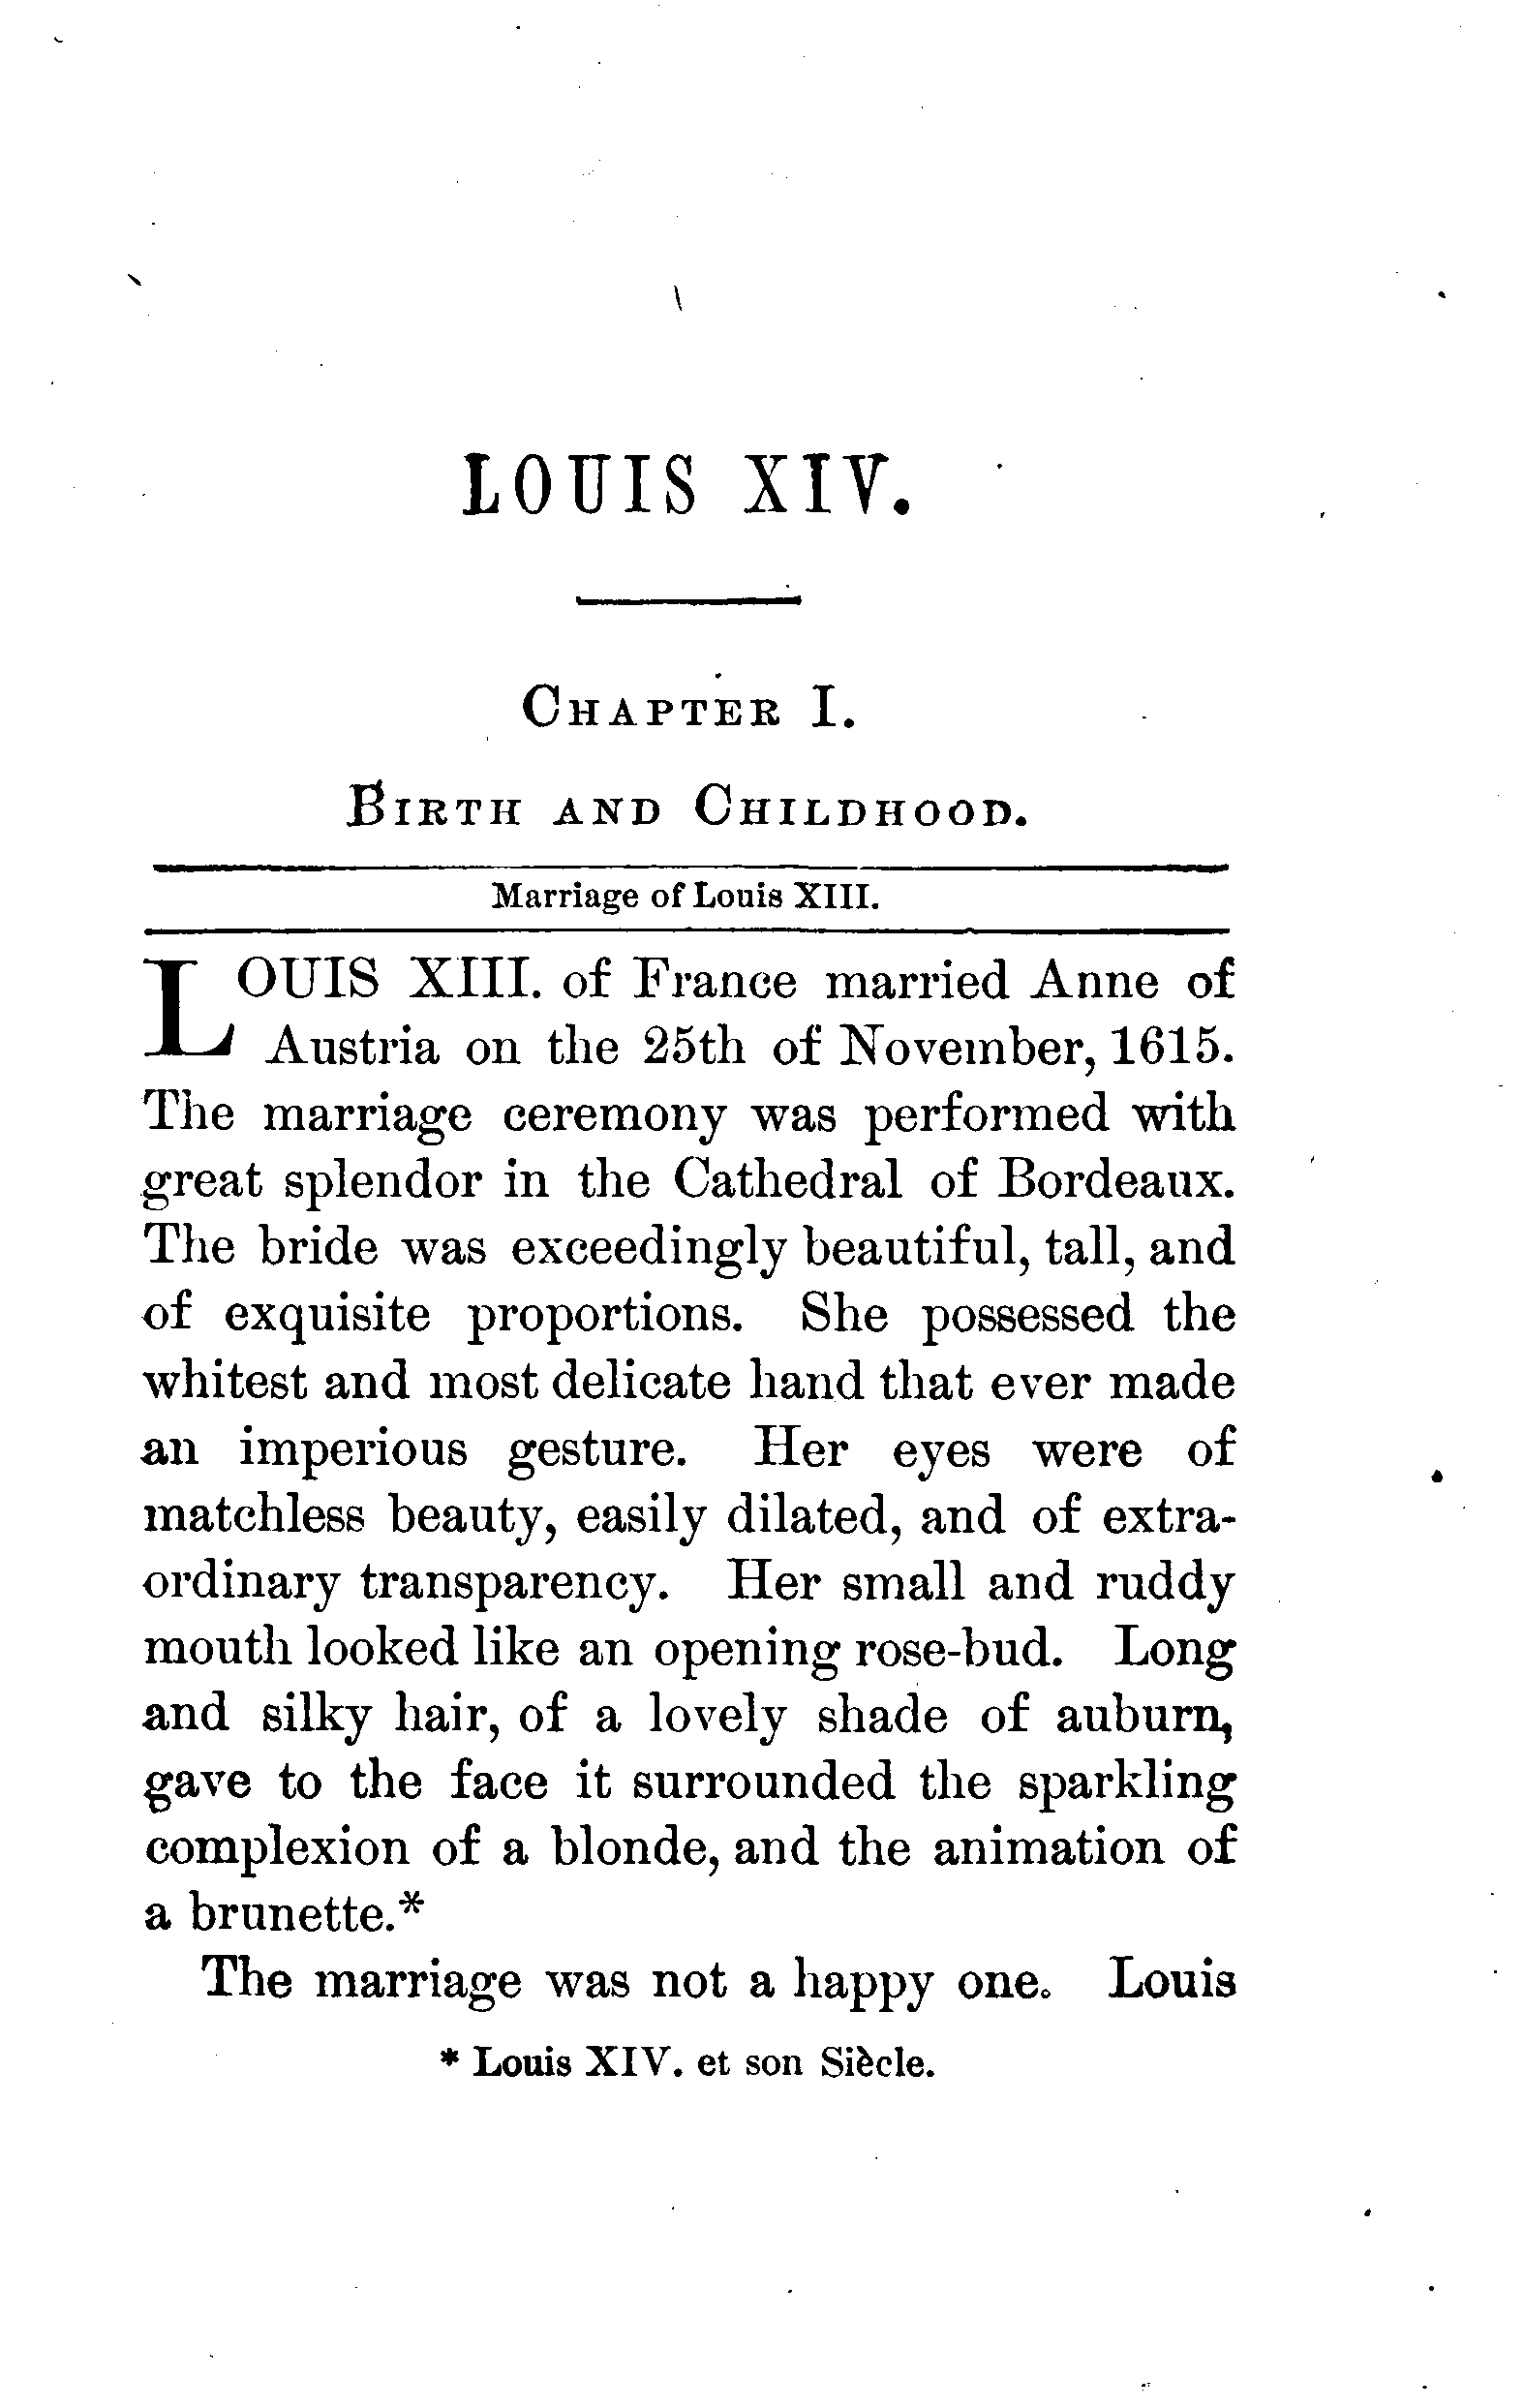 LOUIS XIV.
CHAPTER I.
BIRTH AND CHILDHOOD.
Marriage of Louis XIII.
LOUIS XIII. of France married Anne of
Austria on the 25th of November, 1615.
The marriage ceremony was performed with
great splendor in the Cathedral of Bordeaux.
The bride was exceedingly beautiful, tall, and
of exquisite proportions. She possessed the
whitest and most delicate hand that ever made
an imperious gesture. Her eyes were of
matchless beauty, easily dilated, and of extra-
ordinary transparency. Her small and ruddy
mouth looked like an opening rose-bud. Long
and silky hair, of a lovely shade of auburn,
gave to the face it surrounded the sparkling
complexion of a blonde, and the animation of
a brunette.*
The marriage was not a happy one. Louis
* Louis XIV. et son Siècle.